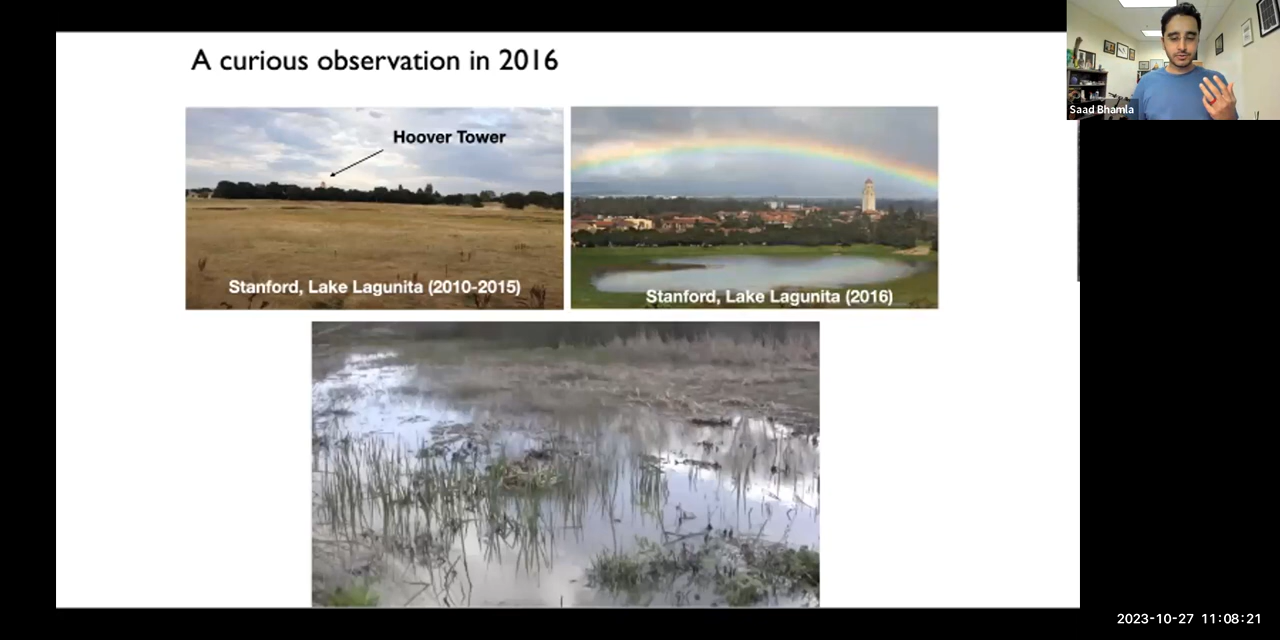 A curious observation in 2016
Saad Bhamla
Hoover Tower
Stanford, Lake Lagunita (2010-2015)
Stanford, Lake Lagunita (2016)
2023-10-27 11:08:21